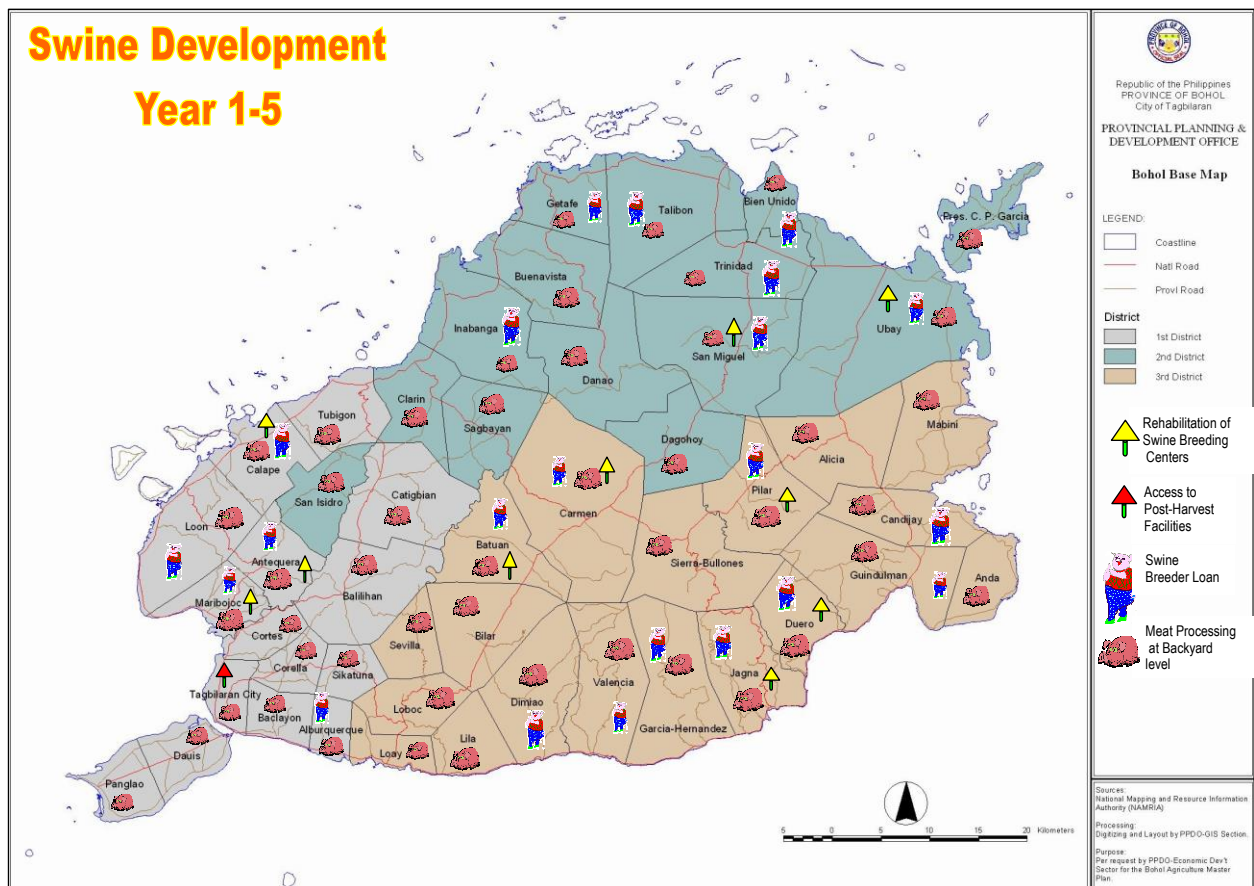 Swine Development
Year 1-5
Getafe
Talibon
Bien Unido
Pres. C. P. Garcia
Buenavista
Trinidad
Inabanga
San Miguel
Ubay
Danao
Clarin
Tubigon
Sagbayan
Mabini
Calape
Dagohoy
Alicia
San Isidro
Catigbian
Pilar
Loon
Carmen
Candijay
Antequera
Batuan
Sierra-Bullones
Guindulman
Anda
Maribojoc
Balilihan
Cortes
Bilar
Duero
Sevilla
Corella
Sikatuna
Valencia
Jagna
Tagbilaran City
Loboc
Dimiao
Baclayon
Alburquerque
Garcia-Hernandez
Lila
Loay
Dauis
Panglao
5 0 5 10 15 20 Kilometers
PROVINCE OF BOHOL
OFFICIAL SEAL
Republic of the Philippines
PROVINCE OF BOHOL
City of Tagbilaran
PROVINCIAL PLANNING &
DEVELOPMENT OFFICE
Bohol Base Map
LEGEND:
Coastline
Natl Road
Provl Road
District
1st District
2nd District
3rd District
Rehabilitation of
Swine Breeding
Centers
Access to
Post-Harvest
Facilities
Swine
Breeder Loan
Meat Processing
at Backyard
level
Sources:
National Mapping and Resource Information
Authority (NAMRIA)
Processing:
Digitizing and Layout by PPDO-GIS Section.
Purpose:
Per request by PPDO-Economic Dev't
Sector for the Bohol Agriculture Master
Plan.